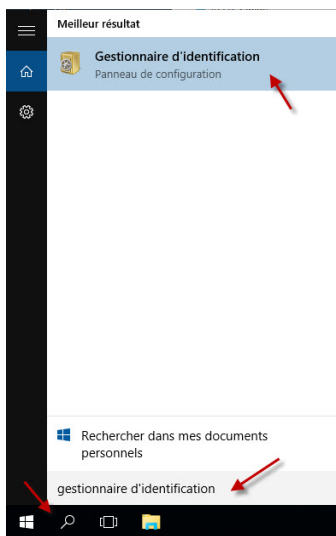 Meilleur résultat
Gestionnaire d'identification
Panneau de configuration
Rechercher dans mes documents
personnels
gestionnaire d'identification